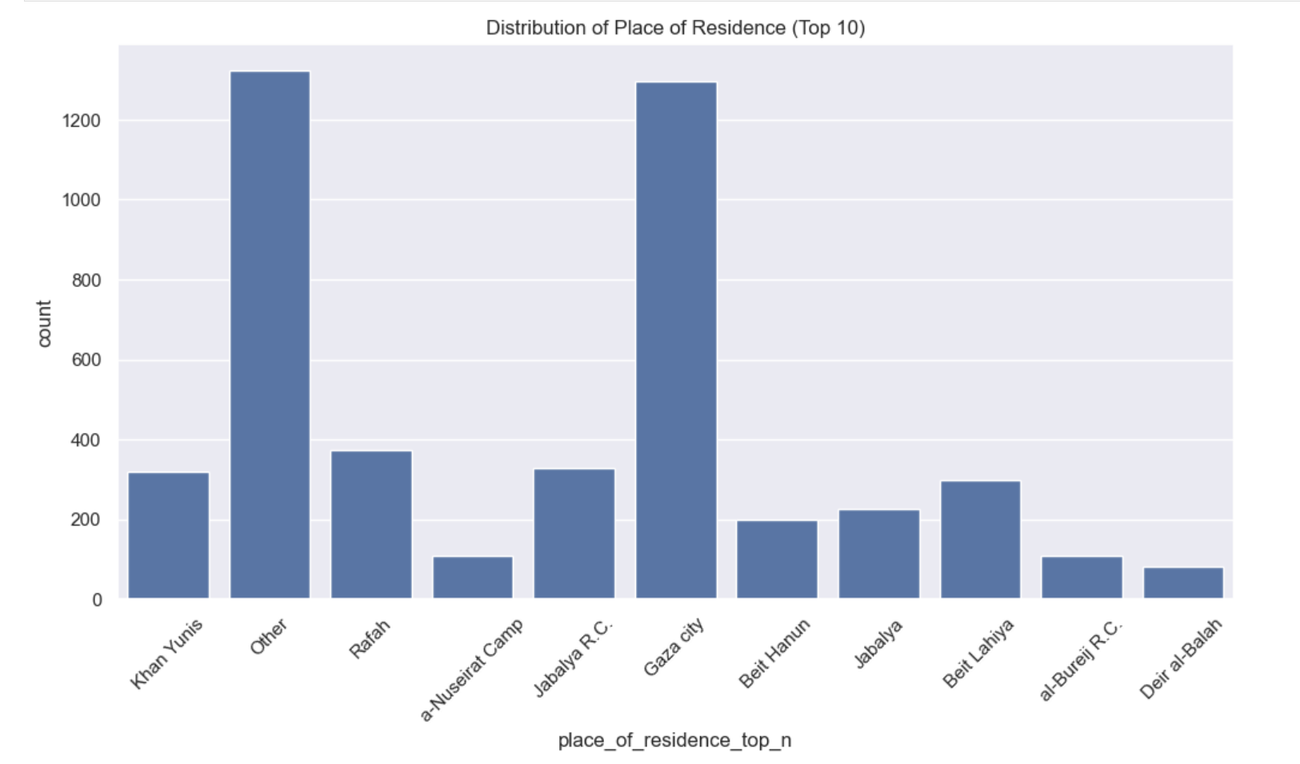 Distribution of Place of Residence (Top 10)
count
1200
1000
800
600
400
200
0
Khan Yunis
Other
Rafah
a-Nuseirat Camp
Jabalya R.C.
Gaza city
Beit Hanun
Jabalya
Beit Lahiya
al-Bureij R.C.
Deir al-Balah
place_of_residence_top_n